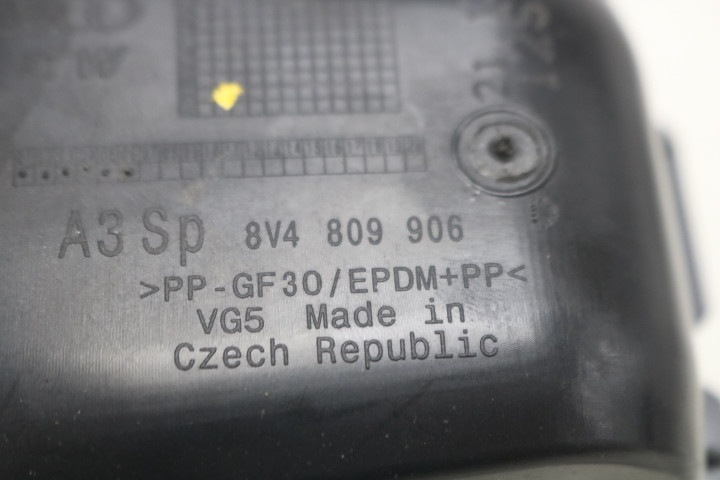 A3 Sp 8V4 809 906
>PP-GF30/EPDM+PP<
VG5 Made in
Czech Republic